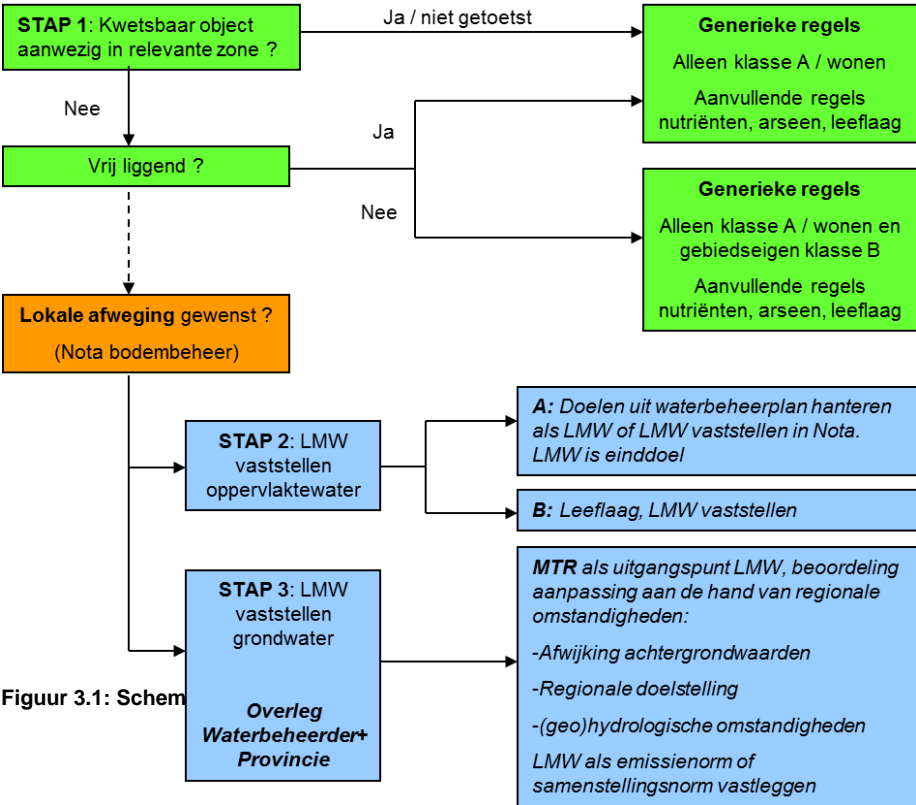 STAP 1: Kwetsbaar object
aanwezig in relevante zone ?
Ja / niet getoetst
Generieke regels
Alleen klasse A / wonen
Aanvullende regels
nutriënten, arseen, leeflaag
Nee
Vrij liggend ?
Ja
Nee
Generieke regels
Alleen klasse A / wonen en
gebiedseigen klasse B
Aanvullende regels
nutriënten, arseen, leeflaag
Lokale afweging gewenst ?
(Nota bodembeheer)
STAP 2: LMW
vaststellen
oppervlaktewater
A: Doelen uit waterbeheerplan hanteren
als LMW of LMW vaststellen in Nota.
LMW is einddoel
B: Leeflaag, LMW vaststellen
STAP 3: LMW
vaststellen
grondwater
Overleg
Waterbeheerder+
Provincie
MTR als uitgangspunt LMW, beoordeling
aanpassing aan de hand van regionale
omstandigheden:
-Afwijking achtergrondwaarden
-Regionale doelstelling
-(geo)hydrologische omstandigheden
LMW als emissienorm of
samenstellingsnorm vastleggen
Figuur 3.1: Schem